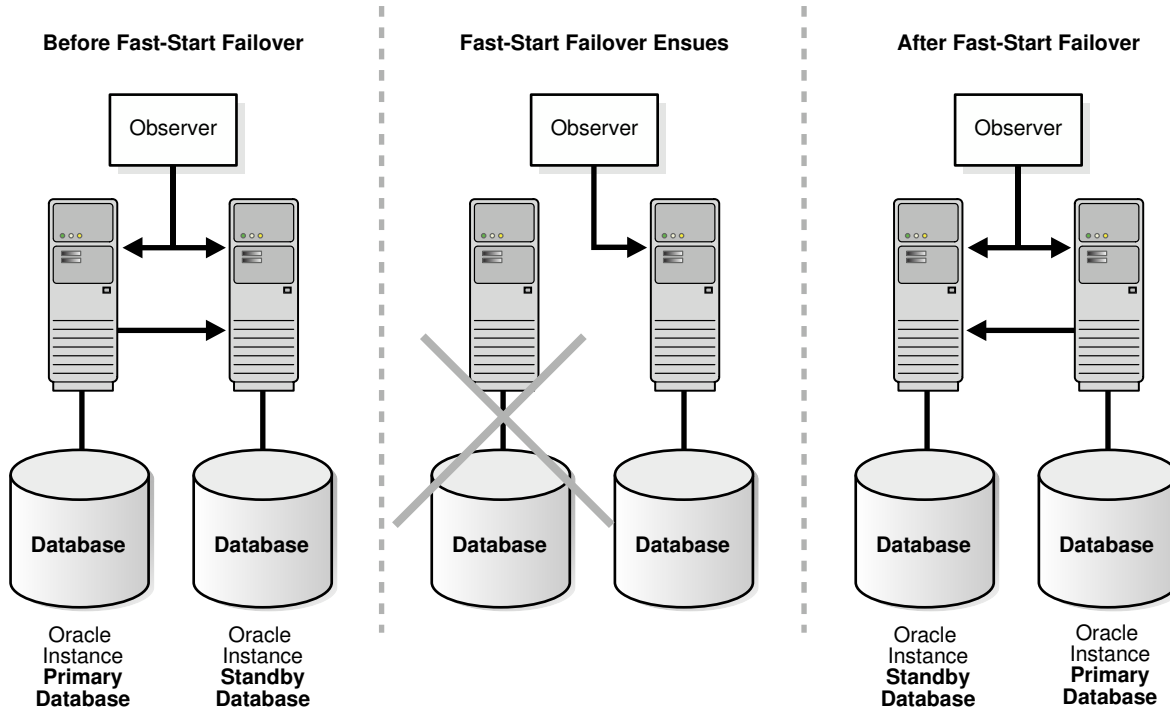 Before Fast-Start Failover
Observer
Database
Database
Oracle
Instance
Primary
Database
Oracle
Instance
Standby
Database
Fast-Start Failover Ensues
Observer
Database
Database
After Fast-Start Failover
Observer
Database
Database
Oracle
Instance
Standby
Database
Oracle
Instance
Primary
Database